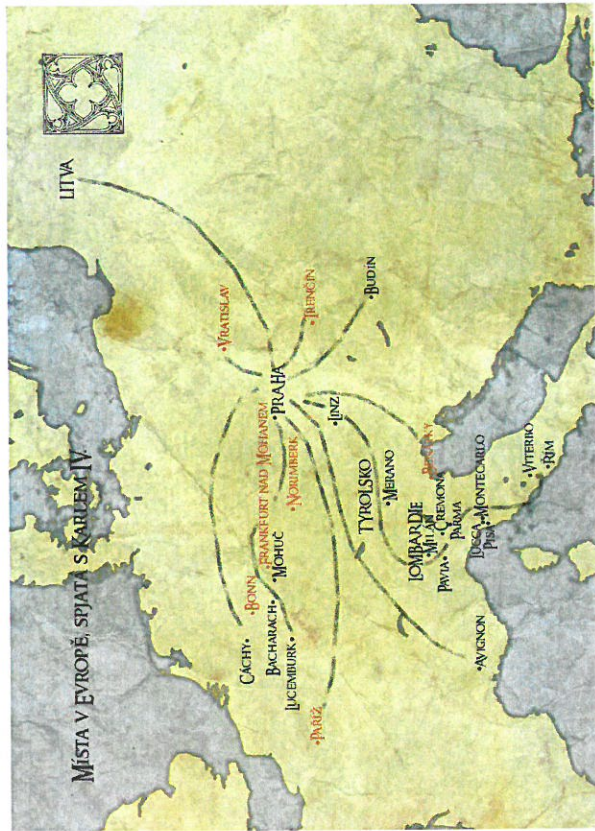 MÍSTA V EVROPĚ, SPJATÁ S KARLEM IV.
LITVA
VRATISLAV
PRAHA
TRENČÍN
BUDÍN
CÁCHY
BONN
FRANKFURT NAD MOHANEM
BACHARACH
MOHUČ
LUCEMBURK
NORIMBERK
PAŘÍŽ
LINZ
TYROLSKO
MERANO
LOMBARDIE
MILÁN
PAVIA
CREMONA
PARMA
LUCCA
MONTECARLO
PISA
VITERBO
ŘÍM
AVIGNON